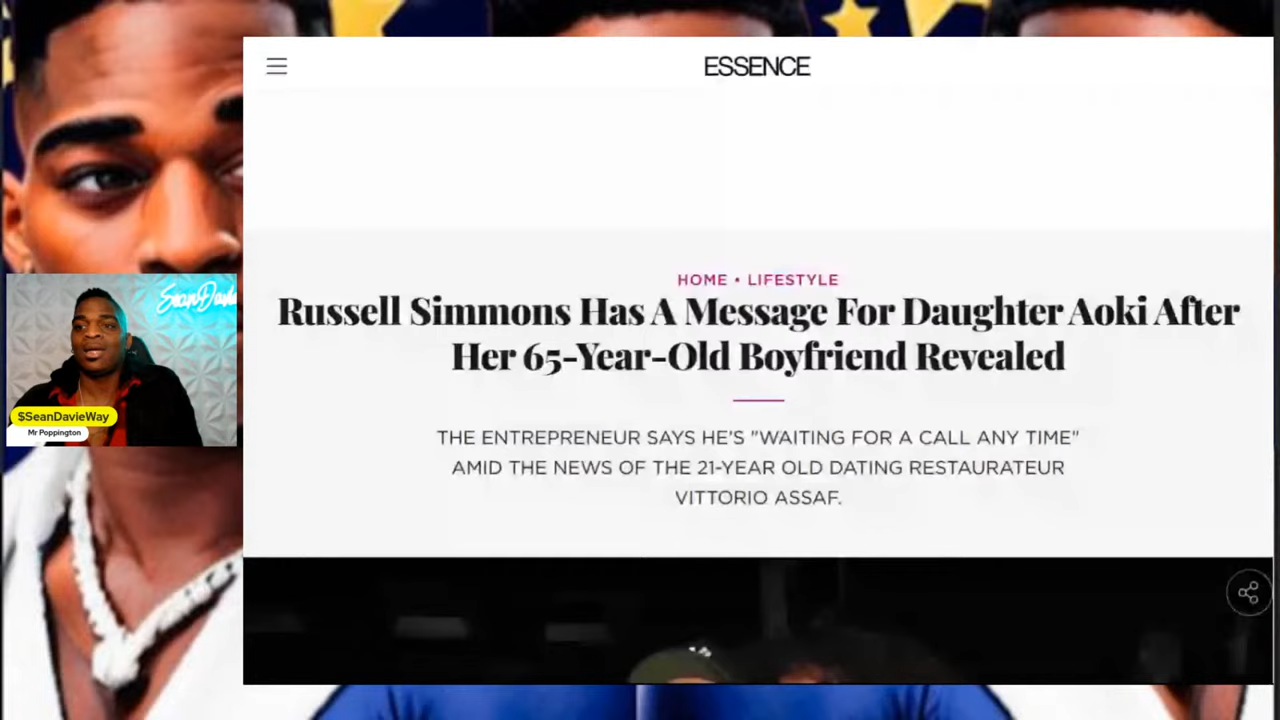 ESSENCE
HOME • LIFESTYLE
Russell Simmons Has A Message For Daughter Aoki After
Her 65-Year-Old Boyfriend Revealed
THE ENTREPRENEUR SAYS HE'S "WAITING FOR A CALL ANY TIME"
AMID THE NEWS OF THE 21-YEAR OLD DATING RESTAURATEUR
VITTORIO ASSAF.
$SeanDavieWay
Mr Poppington